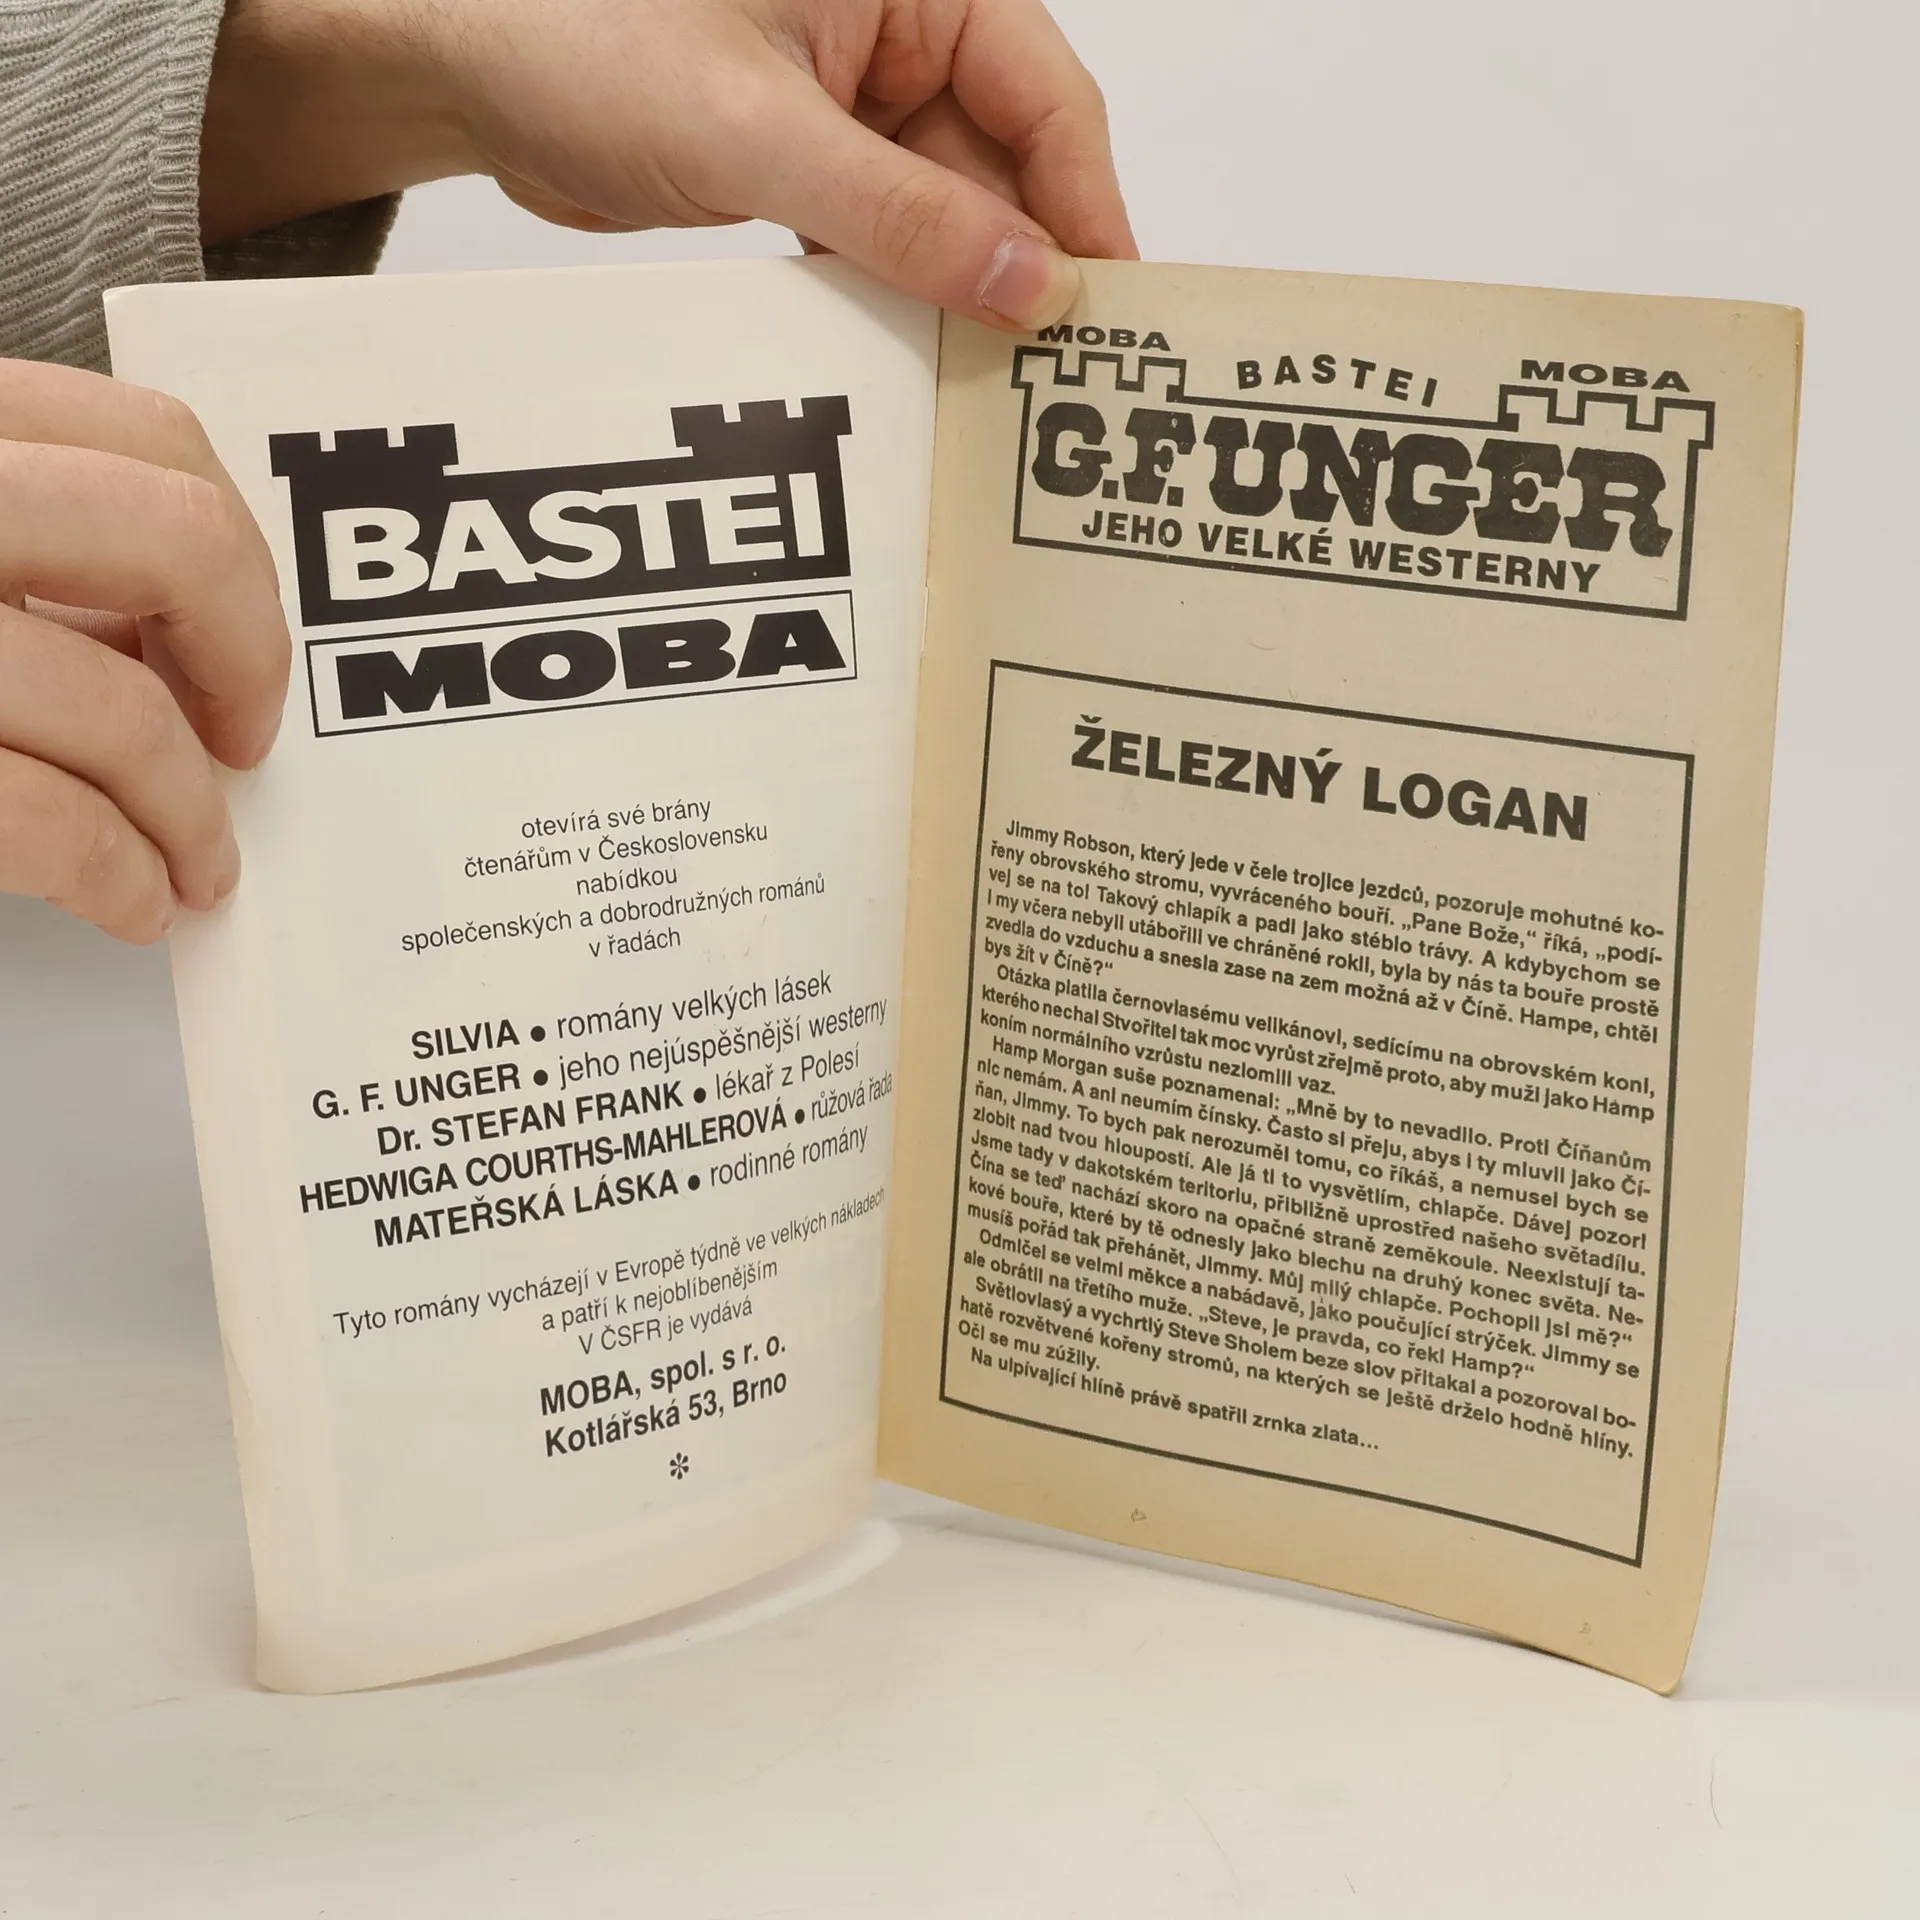 BASTEI
MOBA
otevírá své brány
čtenářům v Československu
nabídkou
společenských a dobrodružných románů
v řadách
SILVIA ● romány velkých lásek
G. F. UNGER ● jeho nejúspěšnější westerny
Dr. STEFAN FRANK ● lékař z Polesí
HEDWIGA COURTHS-MAHLEROVÁ ● růžová řada
MATEŘSKÁ LÁSKA ● rodinné romány
Tyto romány vycházejí v Evropě týdně ve velkých nákladech
a patří k nejoblíbenějším
V ČSFR je vydává
MOBA, spol. s r. o.
Kotlářská 53, Brno
*
MOBA BASTEI MOBA
G.F. UNGER
JEHO VELKÉ WESTERNY
ŽELEZNÝ LOGAN
Jimmy Robson, který jede v čele trojice jezdců, pozoruje mohutné ko-
řeny obrovského stromu, vyvráceného bouří. „Pane Bože,“ říká, „podí-
vej se na to! Takový chlapík a padl jako stéblo trávy. A kdybychom se
i my včera nebyli utábořili ve chráněné rokli, byla by nás ta bouře prostě
zvedla do vzduchu a snesla zase na zem možná až v Číně. Hampe, chtěl
bys žít v Číně?“
Otázka platila černovlasému velikánovi, sedícímu na obrovském koni,
kterého nechal Stvořitel tak moc vyrůst zřejmě proto, aby muži jako Hamp
koním normálního vzrůstu nezlomili vaz.
Hamp Morgan suše poznamenal: „Mně by to nevadilo. Proti Číňanům
nic nemám. A ani neumím čínsky. Často si přeju, abys i ty mluvil jako Čí-
ňan, Jimmy. To bych pak nerozuměl tomu, co říkáš, a nemusel bych se
zlobit nad tvou hloupostí. Ale já ti to vysvětlím, chlapče. Dávej pozor!
Jsme tady v dakotském teritoriu, přibližně uprostřed našeho světadílu.
Čína se teď nachází skoro na opačné straně zeměkoule. Neexistují ta-
kové bouře, které by tě odnesly jako blechu na druhý konec světa. Ne-
musíš pořád tak přehánět, Jimmy. Můj milý chlapče. Pochopil jsi mě?“
Odmlčel se velmi měkce a nabádavě, jako poučující strýček. Jimmy se
ale obrátil na třetího muže. „Steve, je pravda, co řekl Hamp?“
Světlovlasý a vychrtlý Steve Sholem beze slov přitakal a pozoroval bo-
hatě rozvětvené kořeny stromů, na kterých se ještě drželo hodně hlíny.
Oči se mu zúžily.
Na ulpívající hlíně právě spatřil zrnka zlata...